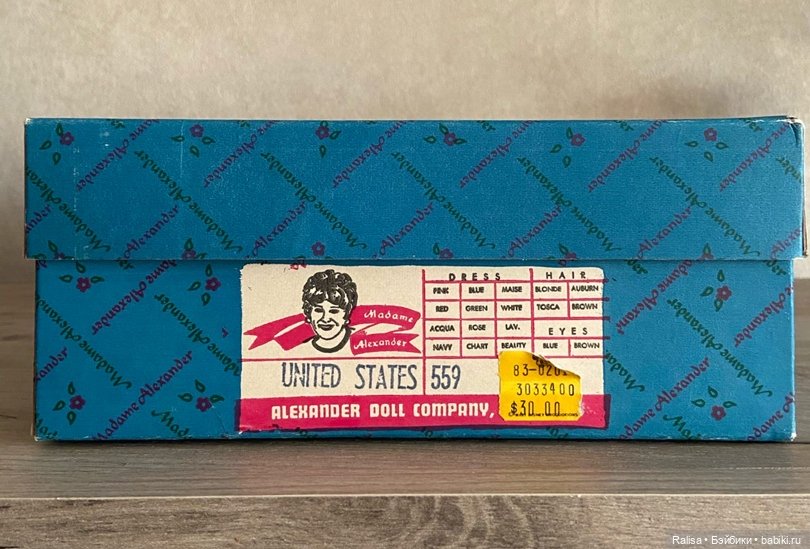 Madame Alexander
Madame
Alexander
DRESS HAIR
PINK BLUE MAISE BLONDE AUBURN
RED GREEN WHITE TOSCA BROWN
ACQUA ROSE LAV. EYES
NAVY CHART BEAUTY BLUE BROWN
UNITED STATES 559
ALEXANDER DOLL COMPANY,
3033400
$30.00
Ralisa • Бэйбики • babiki.ru